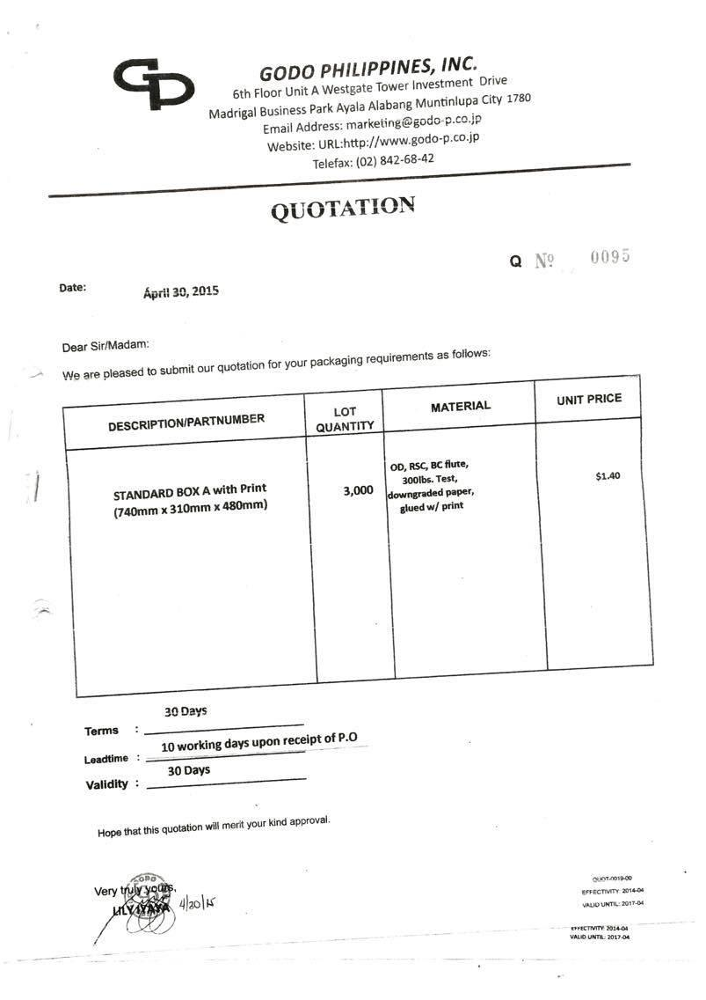 GP
GODO PHILIPPINES, INC.
6th Floor Unit A Westgate Tower Investment Drive
Madrigal Business Park Ayala Alabang Muntinlupa City 1780
Email Address: marketing@godo-p.co.jp
Website: URL:http://www.godo-p.co.jp
Telefax: (02) 842-68-42
QUOTATION
Q Nº 0095
Date: April 30, 2015
Dear Sir/Madam:
We are pleased to submit our quotation for your packaging requirements as follows:
DESCRIPTION/PARTNUMBER
LOT
QUANTITY
MATERIAL
UNIT PRICE
STANDARD BOX A with Print
(740mm x 310mm x 480mm)
3,000
OD, RSC, BC flute,
300lbs. Test,
downgraded paper,
glued w/ print
$1.40
Terms : 30 Days
Leadtime : 10 working days upon receipt of P.O
Validity : 30 Days
Hope that this quotation will merit your kind approval.
GODO
Very truly yours,
LILY IYAYA
QUOT-0019-00
EFFECTIVITY 2014-04
VALID UNTIL: 2017-04
EFFECTIVITY: 2014-04
VALID UNTIL: 2017-04